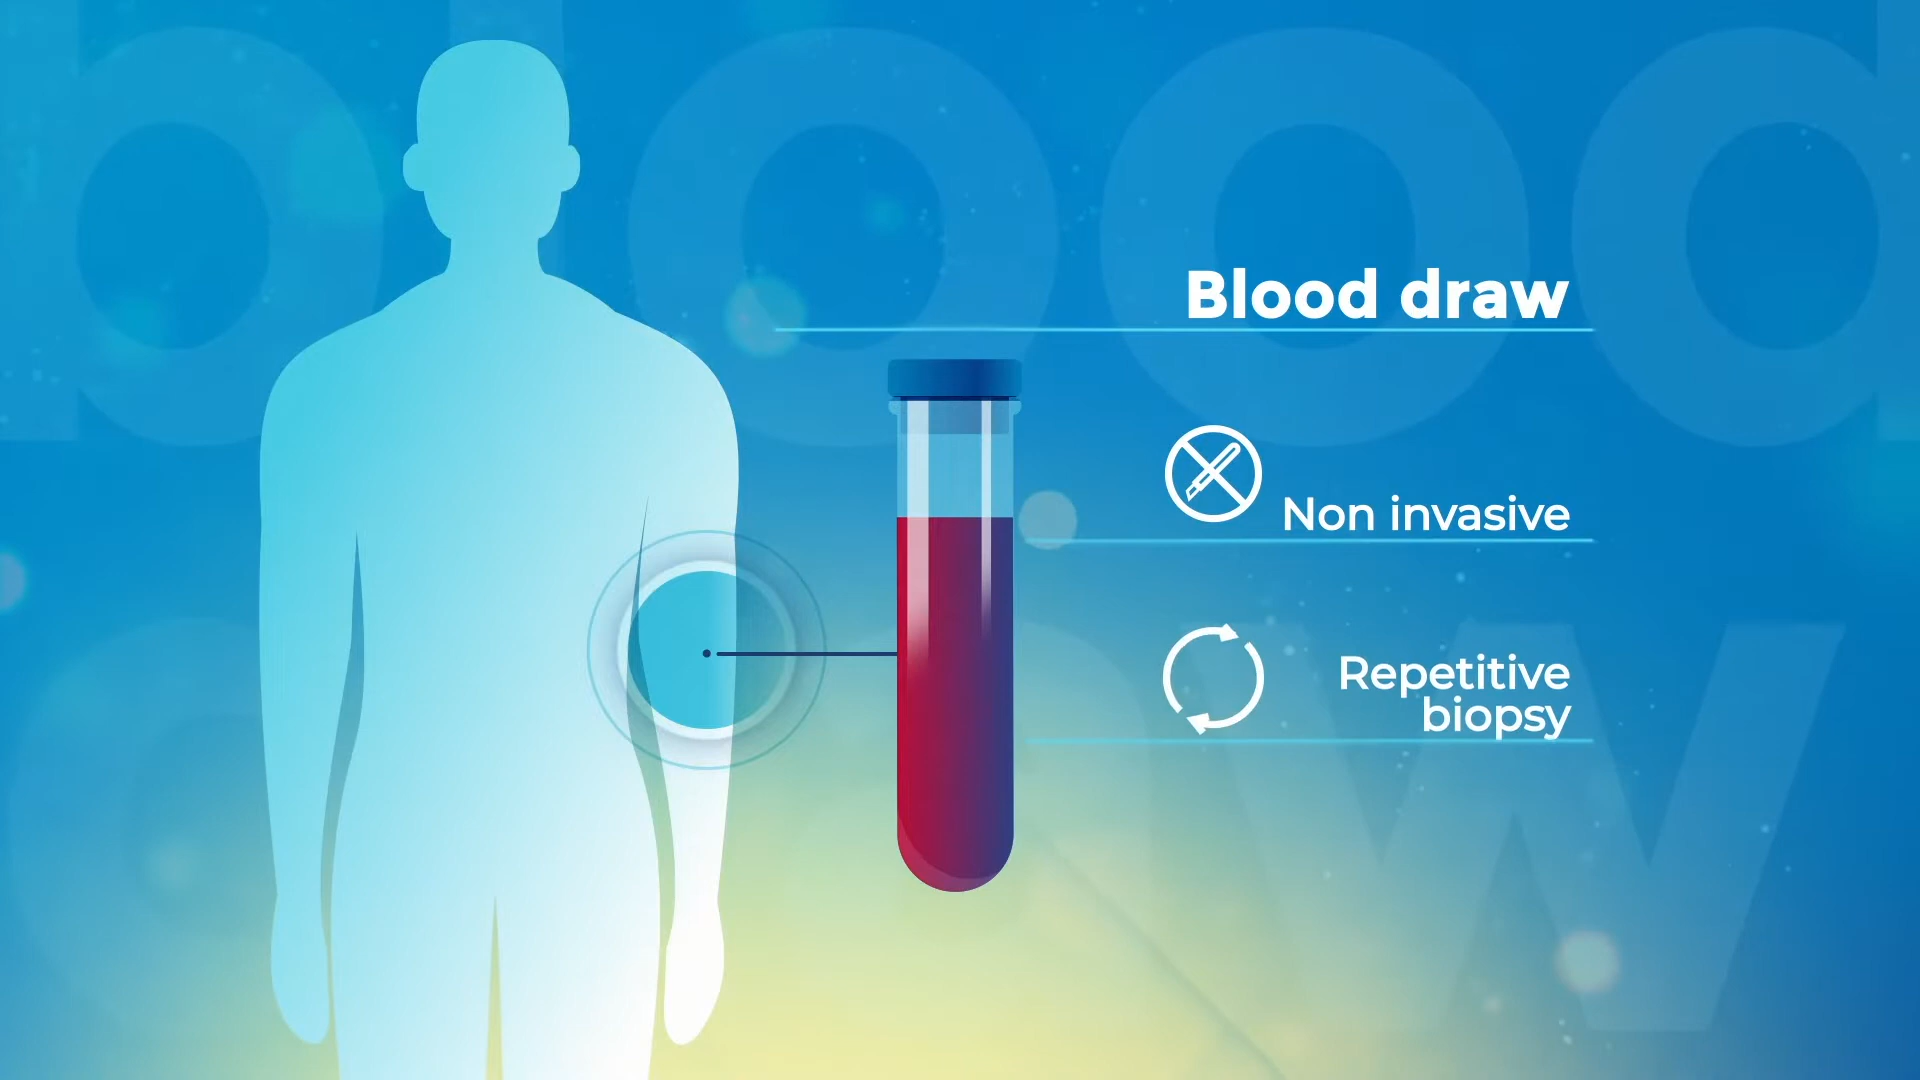 Blood draw
Non invasive
Repetitive
biopsy